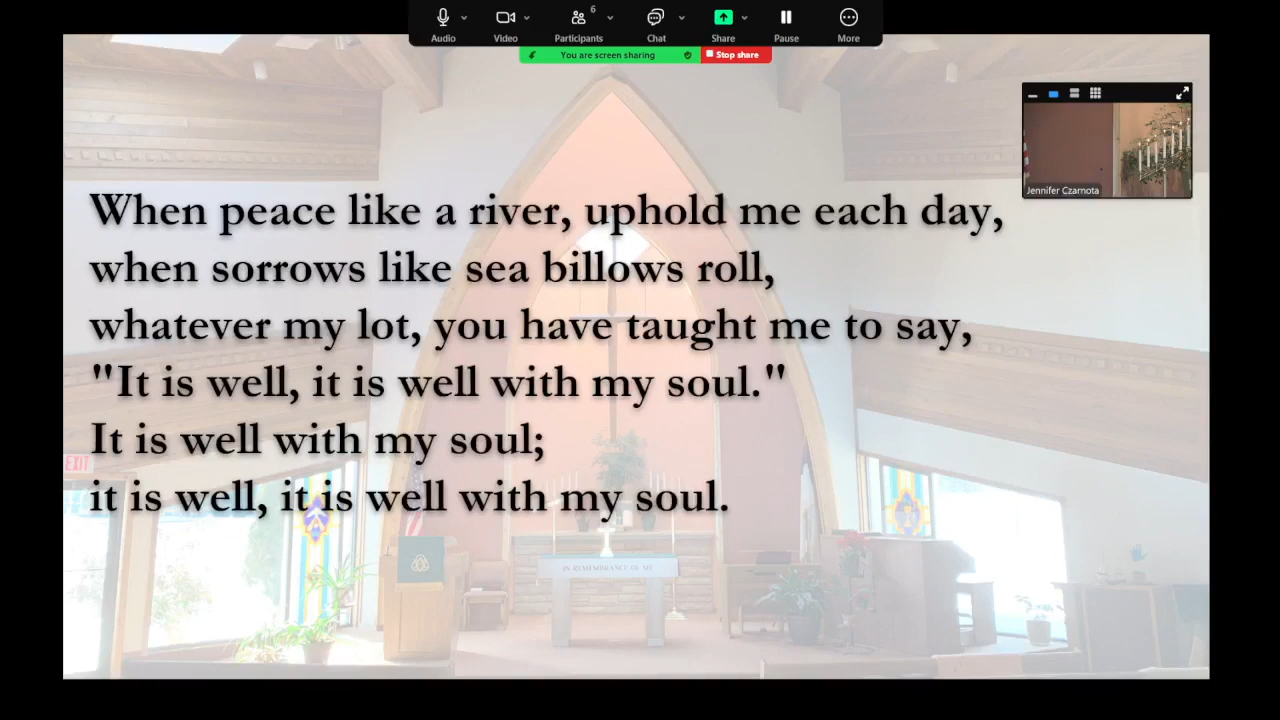 6
Audio
Video
Participants
Chat
Share
Pause
More
You are screen sharing
Stop share
Jennifer Czarnota
When peace like a river, uphold me each day,
when sorrows like sea billows roll,
whatever my lot, you have taught me to say,
"It is well, it is well with my soul."
It is well with my soul;
it is well, it is well with my soul.
EXIT
IN REMEMBRANCE OF ME